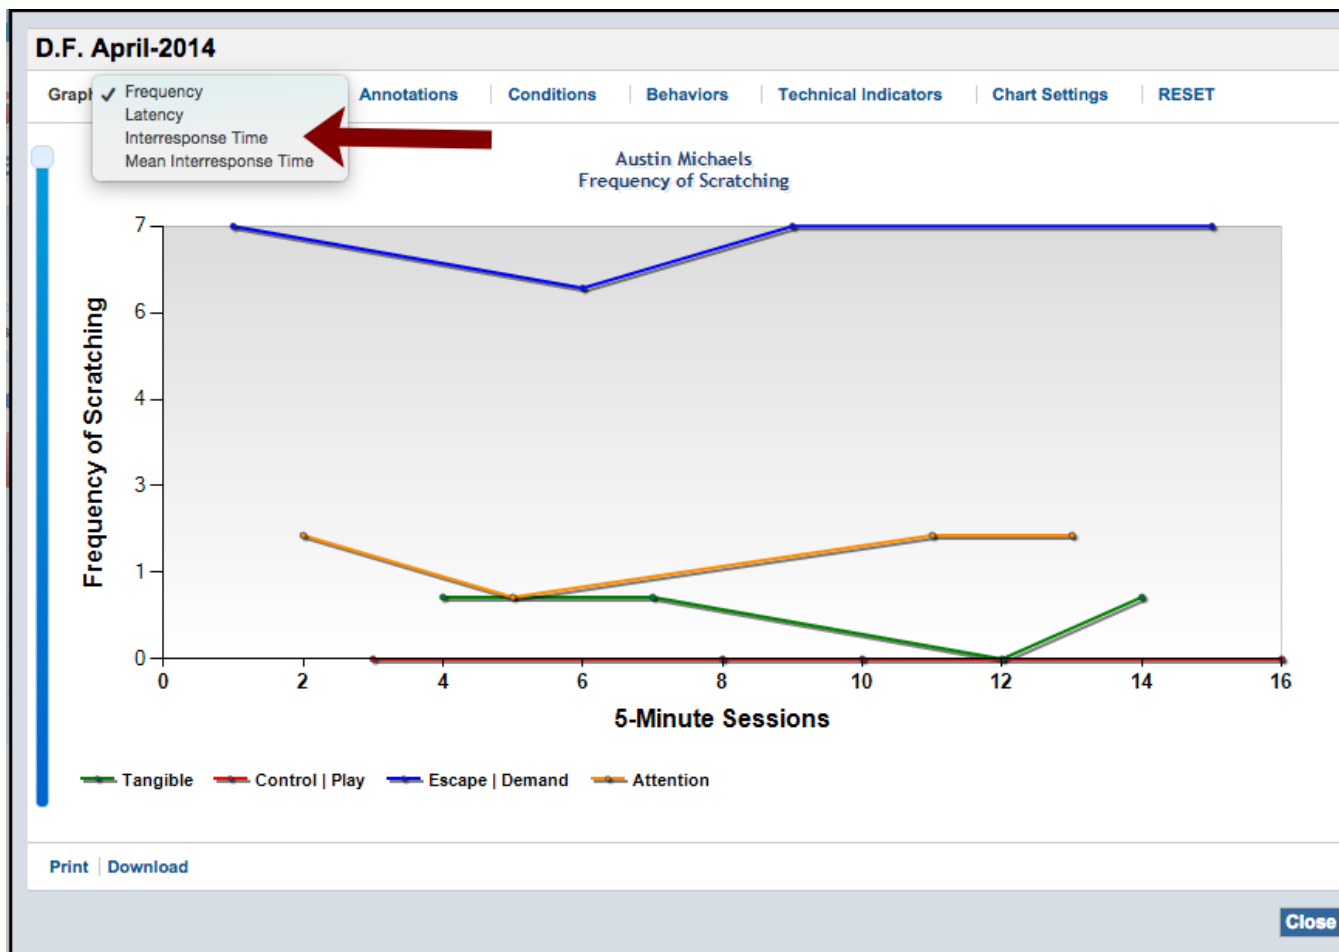 D.F. April-2014
Graph Annotations Conditions Behaviors Technical Indicators Chart Settings RESET
✓ Frequency
Latency
Interresponse Time
Mean Interresponse Time
Austin Michaels
Frequency of Scratching
Frequency of Scratching
7
6
4
3
1
0
0 2 4 6 8 10 12 14 16
5-Minute Sessions
Tangible Control | Play Escape | Demand Attention
Print Download
Close